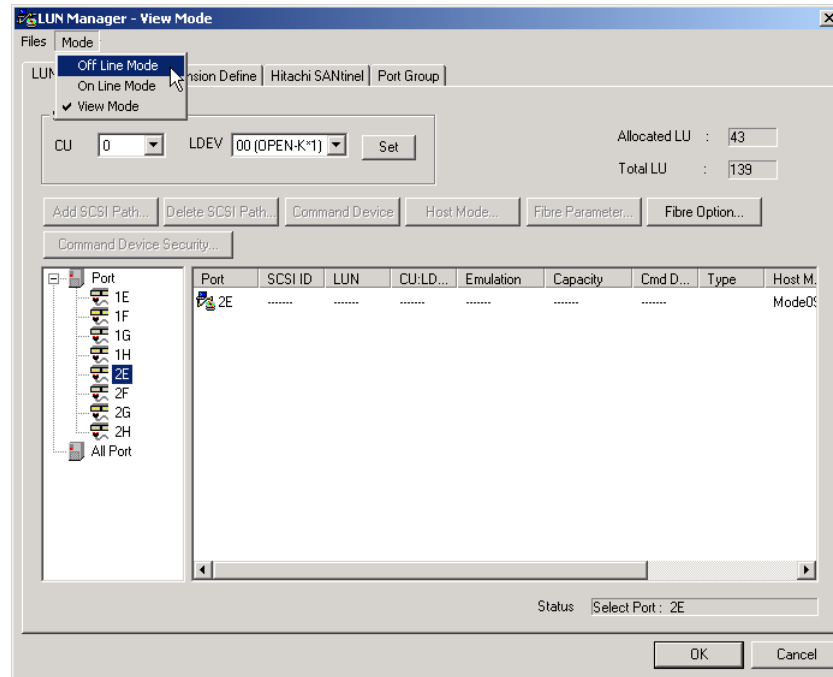 LUN Manager - View Mode
Files Mode
Off Line Mode
On Line Mode
View Mode
LUN
nsion Define Hitachi SANtinel Port Group
CU 0 LDEV 00 (OPEN-K*1) Set
Allocated LU : 43
Total LU : 139
Add SCSI Path... Delete SCSI Path... Command Device Host Mode... Fibre Parameter... Fibre Option...
Command Device Security...
Port
1E
1F
1G
1H
2E
2F
2G
2H
All Port
Port SCSI ID LUN CU:LD... Emulation Capacity Cmd D... Type Host M.
2E ------- ------- ------- ------- ------- ------- Mode09
Status Select Port : 2E
OK Cancel